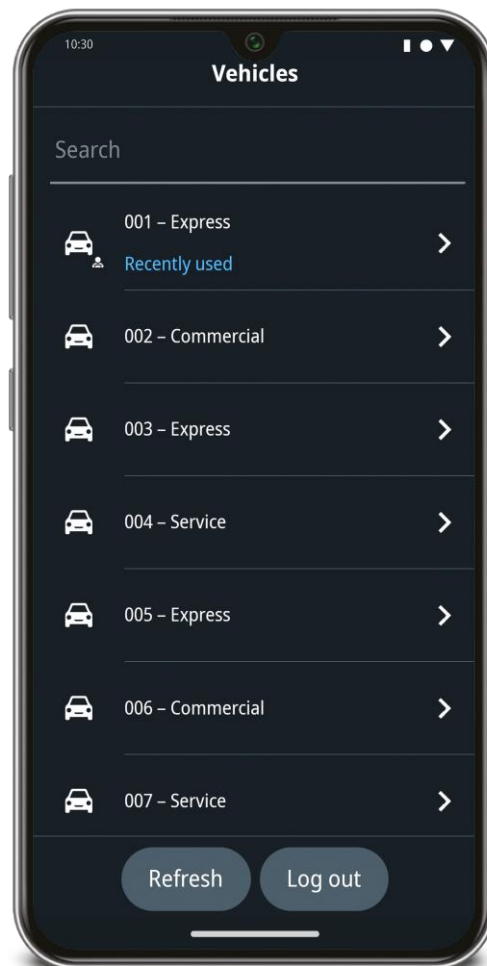 10:30
Vehicles
Search
001 – Express
Recently used
002 – Commercial
003 – Express
004 – Service
005 – Express
006 – Commercial
007 – Service
Refresh Log out